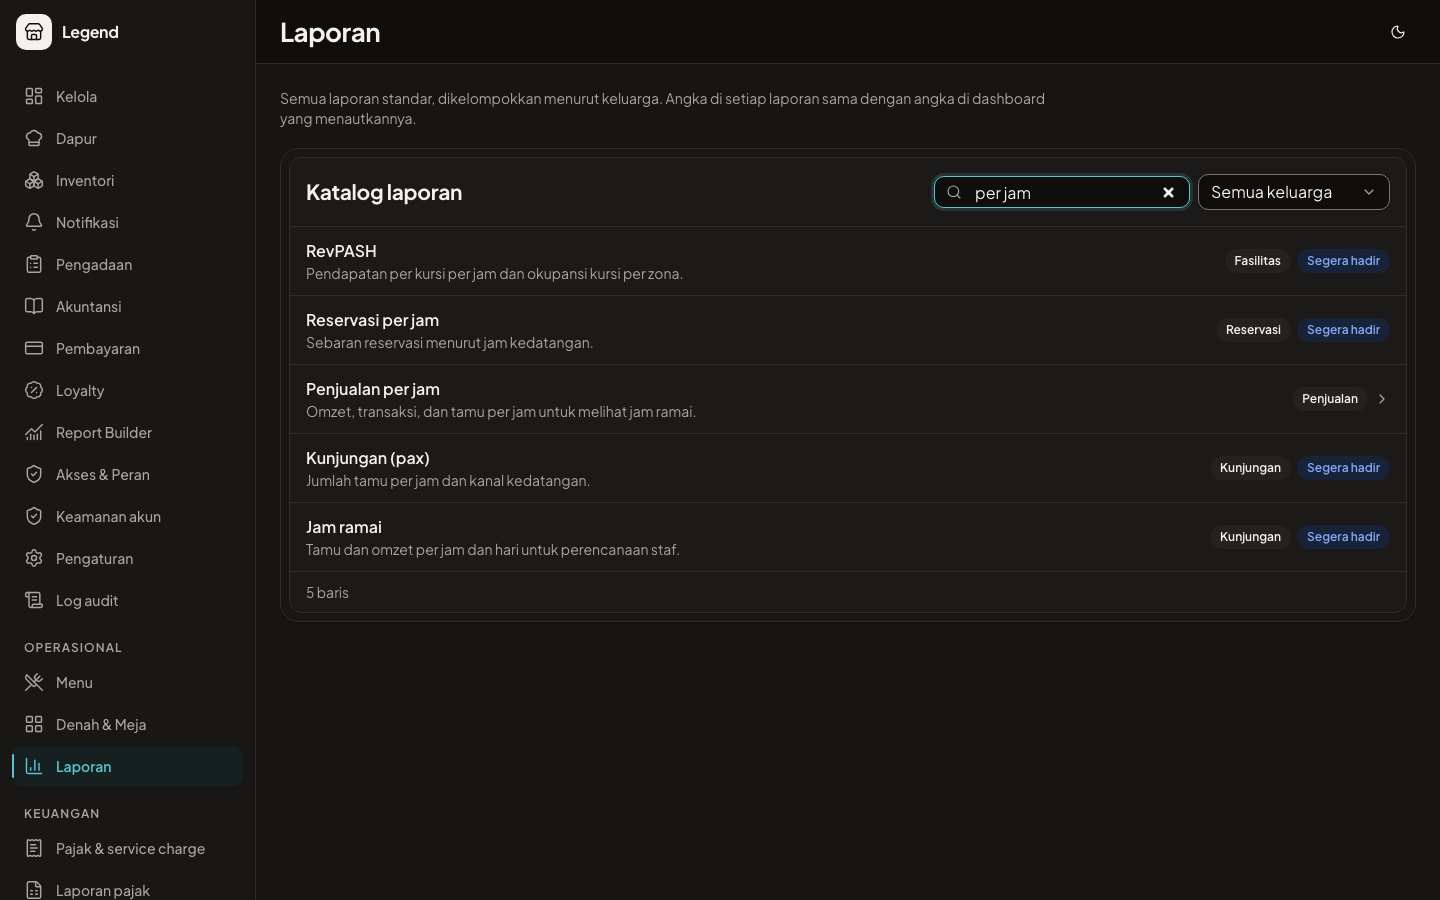 Legend
Kelola
Dapur
Inventori
Notifikasi
Pengadaan
Akuntansi
Pembayaran
Loyalty
Report Builder
Akses & Peran
Keamanan akun
Pengaturan
Log audit
OPERASIONAL
Menu
Denah & Meja
Laporan
KEUANGAN
Pajak & service charge
Laporan pajak
Laporan
Semua laporan standar, dikelompokkan menurut keluarga. Angka di setiap laporan sama dengan angka di dashboard
yang menautkannya.
Katalog laporan
per jam
Semua keluarga
RevPASH
Pendapatan per kursi per jam dan okupansi kursi per zona.
Fasilitas
Segera hadir
Reservasi per jam
Sebaran reservasi menurut jam kedatangan.
Reservasi
Segera hadir
Penjualan per jam
Omzet, transaksi, dan tamu per jam untuk melihat jam ramai.
Penjualan
Kunjungan (pax)
Jumlah tamu per jam dan kanal kedatangan.
Kunjungan
Segera hadir
Jam ramai
Tamu dan omzet per jam dan hari untuk perencanaan staf.
Kunjungan
Segera hadir
5 baris